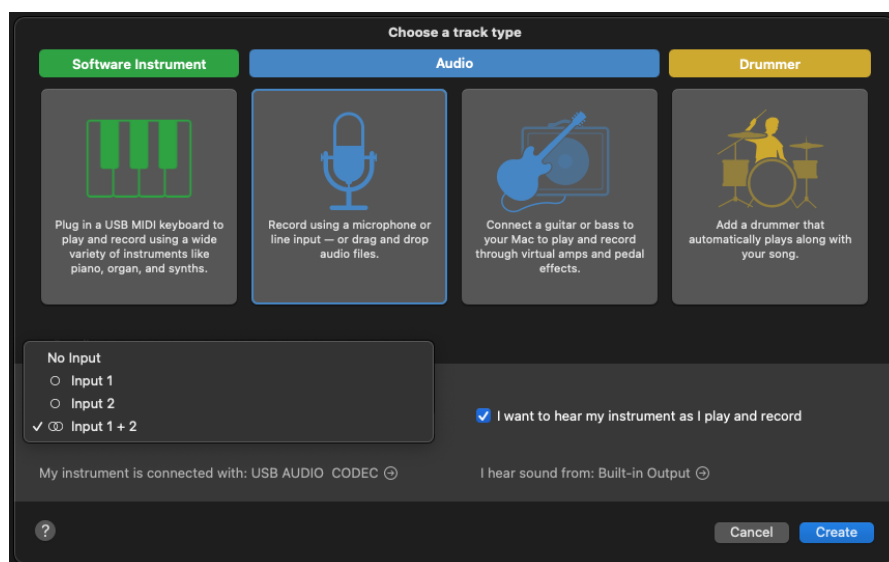 Choose a track type
Software Instrument
Audio
Drummer
Plug in a USB MIDI keyboard to
play and record using a wide
variety of instruments like
piano, organ, and synths.
Record using a microphone or
line input — or drag and drop
audio files.
Connect a guitar or bass to
your Mac to play and record
through virtual amps and pedal
effects.
Add a drummer that
automatically plays along with
your song.
No Input
Input 1
Input 2
Input 1 + 2
I want to hear my instrument as I play and record
My instrument is connected with: USB AUDIO  CODEC
I hear sound from: Built-in Output
?
Cancel
Create